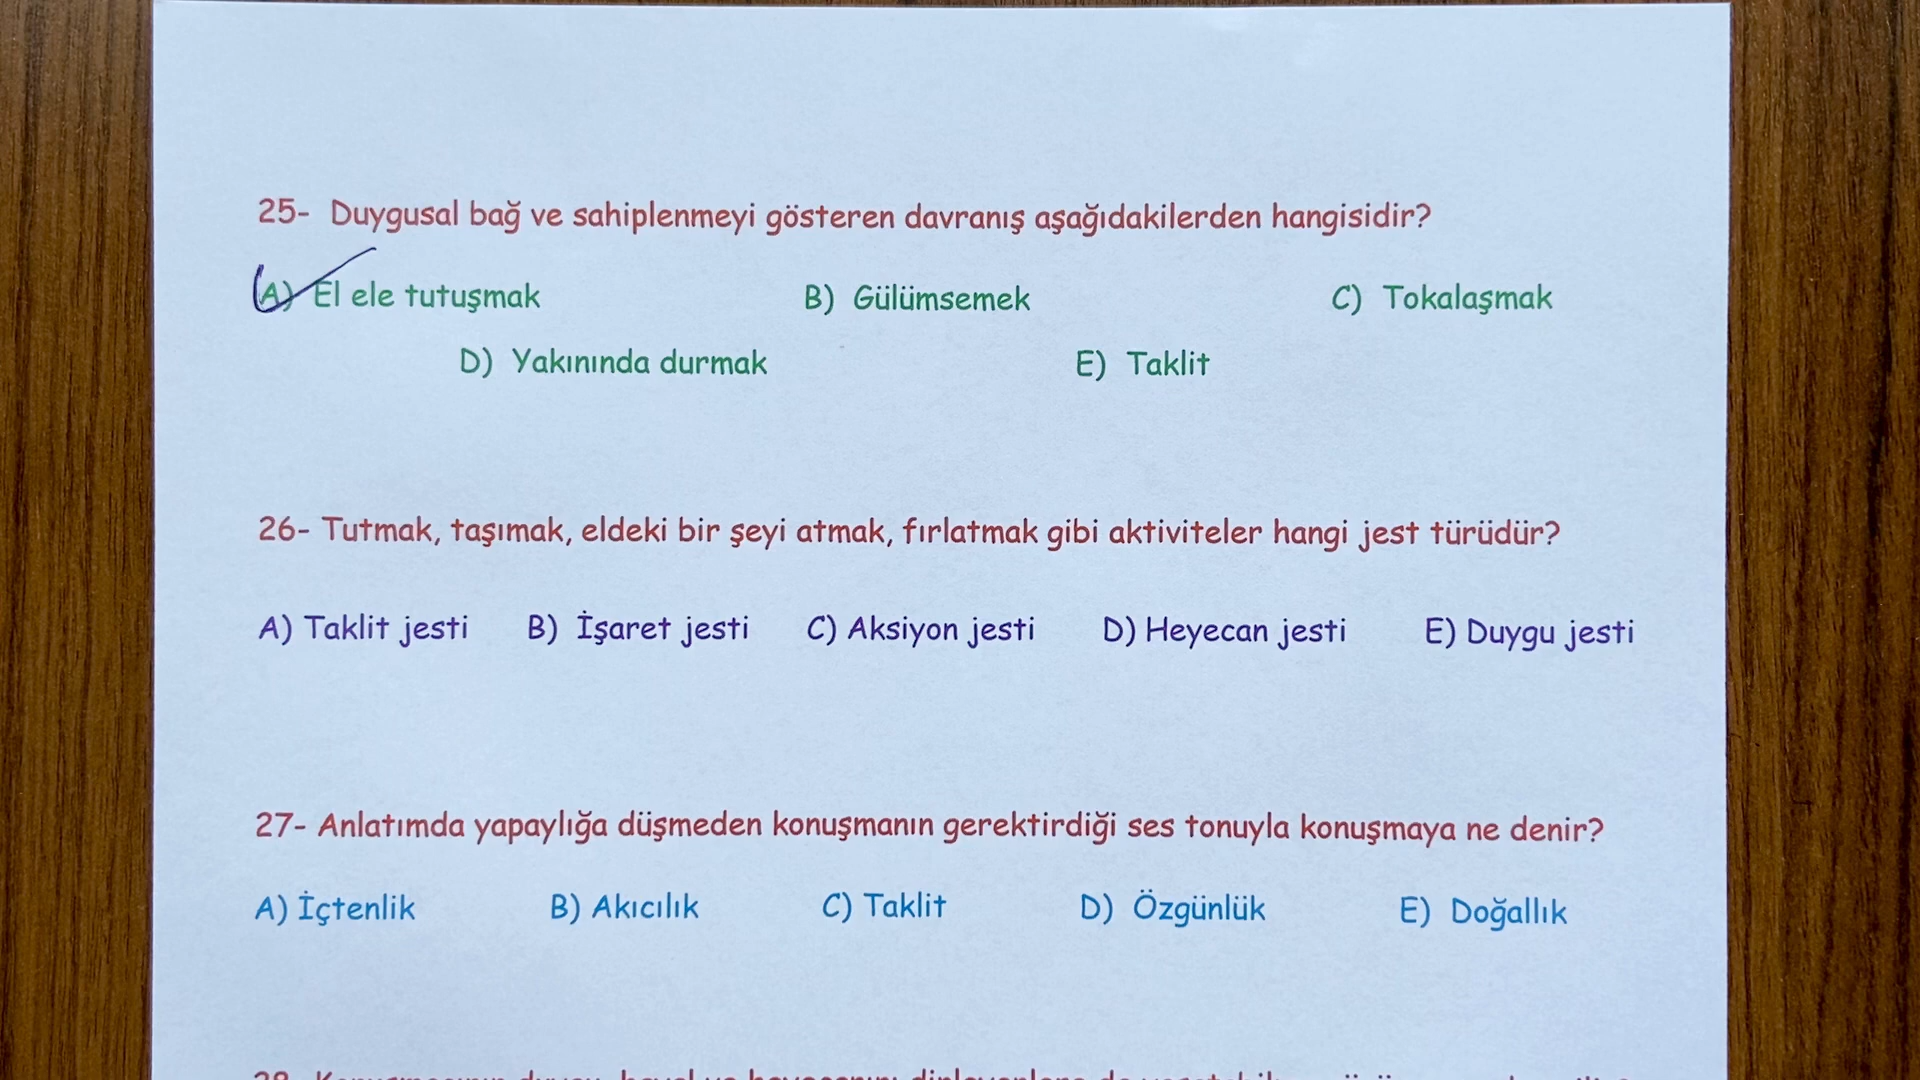 25- Duygusal bağ ve sahiplenmeyi gösteren davranış aşağıdakilerden hangisidir?
A) El ele tutuşmak B) Gülümsemek C) Tokalaşmak
D) Yakınında durmak E) Taklit
26- Tutmak, taşımak, eldeki bir şeyi atmak, fırlatmak gibi aktiviteler hangi jest türüdür?
A) Taklit jesti B) İşaret jesti C) Aksiyon jesti D) Heyecan jesti E) Duygu jesti
27- Anlatımda yapaylığa düşmeden konuşmanın gerektirdiği ses tonuyla konuşmaya ne denir?
A) İçtenlik B) Akıcılık C) Taklit D) Özgünlük E) Doğallık